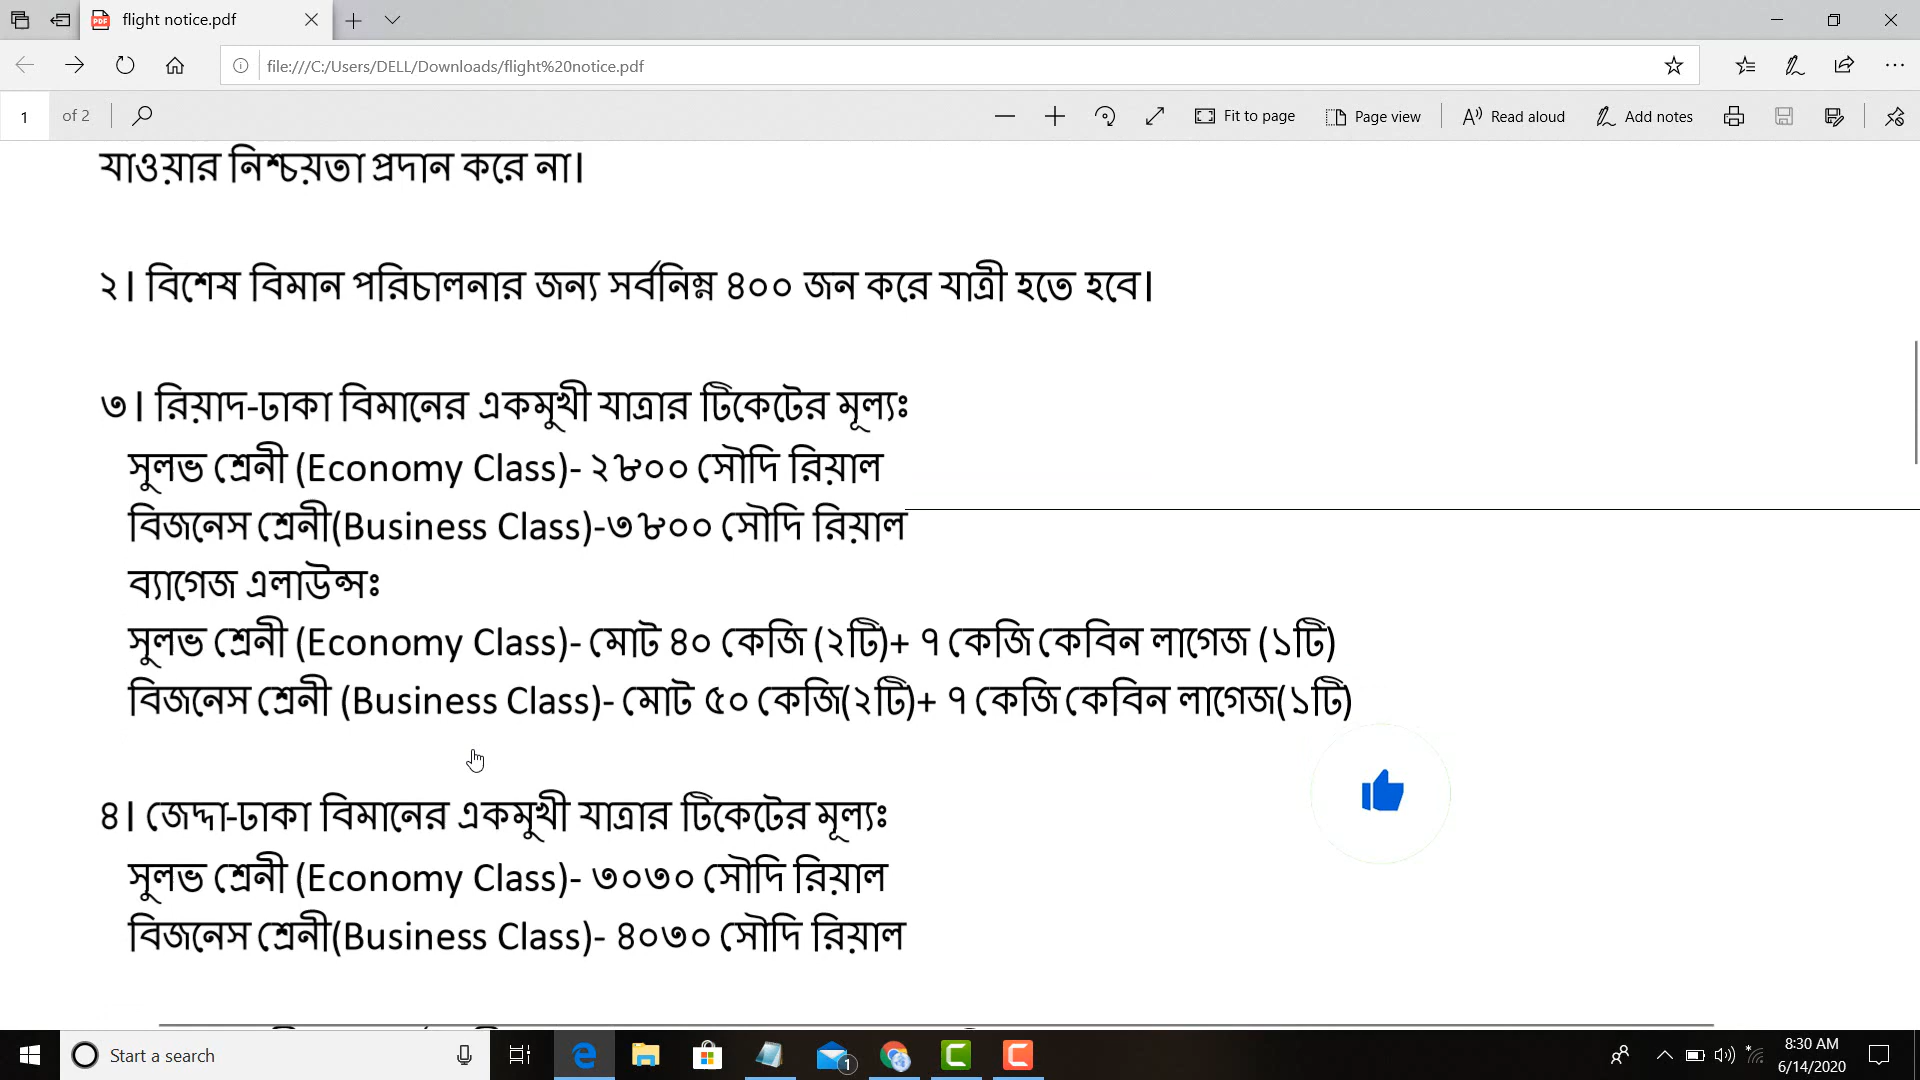 flight notice.pdf
file:///C:/Users/DELL/Downloads/flight%20notice.pdf
1 of 2
Fit to page
Page view
Read aloud
Add notes
যাওয়ার নিশ্চয়তা প্রদান করে না।
২। বিশেষ বিমান পরিচালনার জন্য সর্বনিম্ন ৪০০ জন করে যাত্রী হতে হবে।
৩। রিয়াদ-ঢাকা বিমানের একমুখী যাত্রার টিকেটের মূল্যঃ
সুলভ শ্রেনী (Economy Class)- ২৮০০ সৌদি রিয়াল
বিজনেস শ্রেনী(Business Class)-৩৮০০ সৌদি রিয়াল
ব্যাগেজ এলাউন্সঃ
সুলভ শ্রেনী (Economy Class)- মোট ৪০ কেজি (২টি)+ ৭ কেজি কেবিন লাগেজ (১টি)
বিজনেস শ্রেনী (Business Class)- মোট ৫০ কেজি(২টি)+ ৭ কেজি কেবিন লাগেজ(১টি)
৪। জেদ্দা-ঢাকা বিমানের একমুখী যাত্রার টিকেটের মূল্যঃ
সুলভ শ্রেনী (Economy Class)- ৩০৩০ সৌদি রিয়াল
বিজনেস শ্রেনী(Business Class)- ৪০৩০ সৌদি রিয়াল
Start a search
1
8:30 AM
6/14/2020